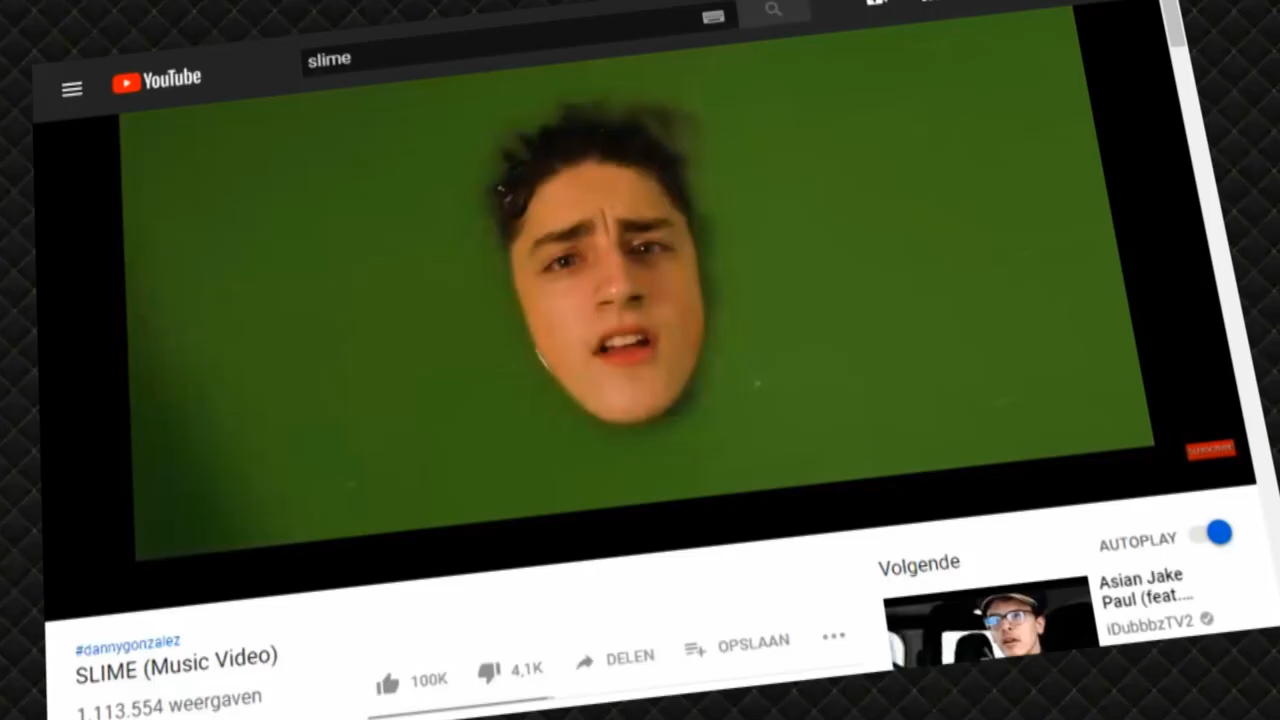 YouTube
slime
SUBSCRIBE
#dannygonzalez
SLIME (Music Video)
1.113.554 weergaven
100K
4,1K
DELEN
OPSLAAN
Volgende
AUTOPLAY
Asian Jake
Paul (feat....
iDubbbzTV2